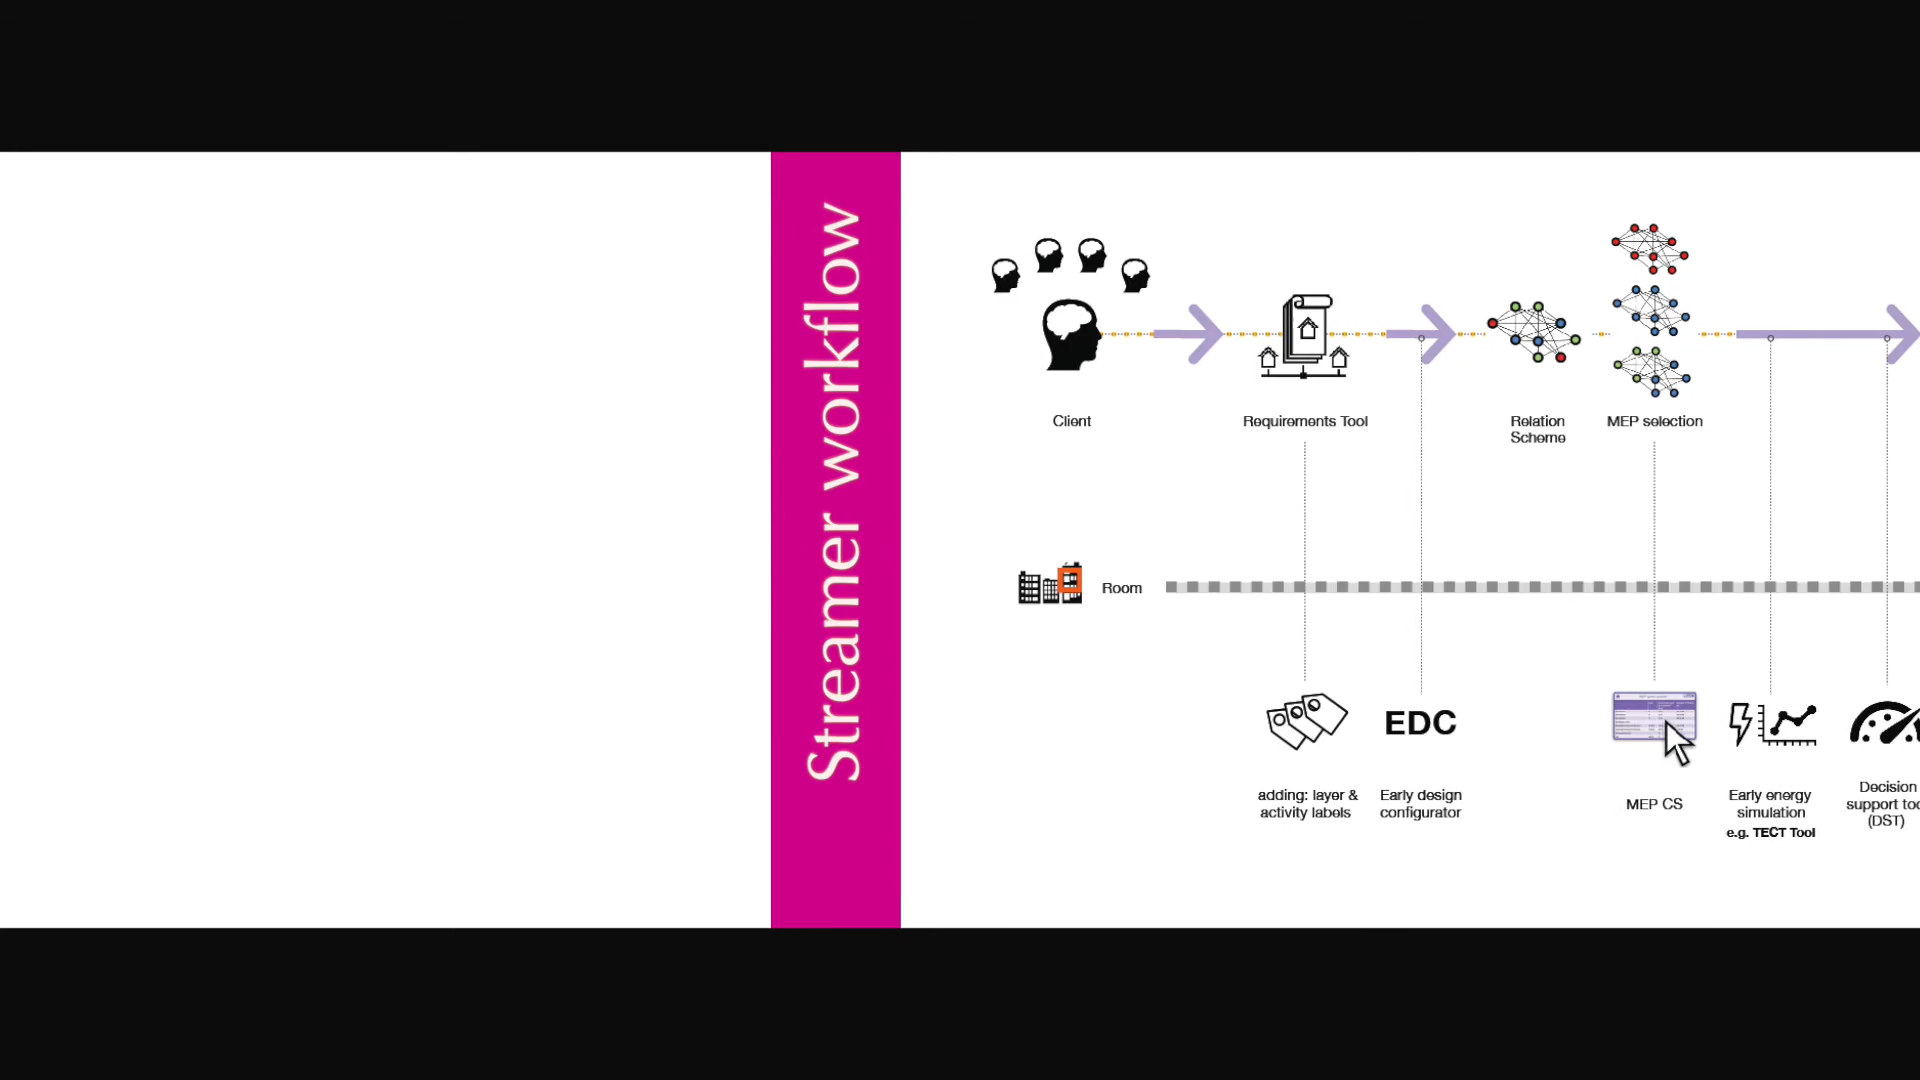 Streamer workflow
Client
Requirements Tool
Relation
Scheme
MEP selection
Room
EDC
adding: layer &
activity labels
Early design
configurator
MEP CS
Early energy
simulation
e.g. TECT Tool
Decision
support
(DST)